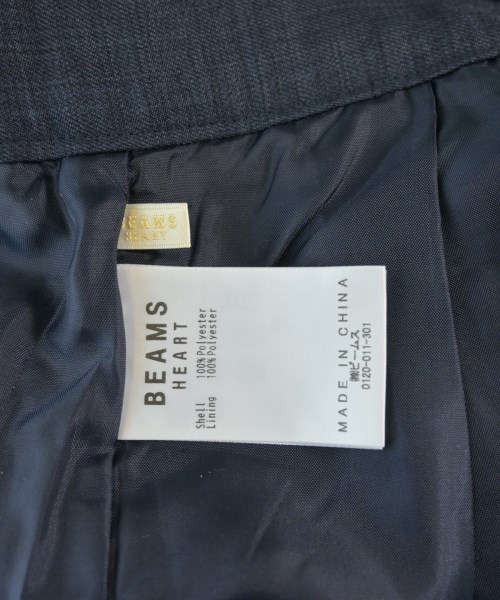 EAMS
BEAMS
HEART
Shell 100%Polyester
Lining 100%Polyester
MADE IN CHINA
㈱ビームス
0120-011-301